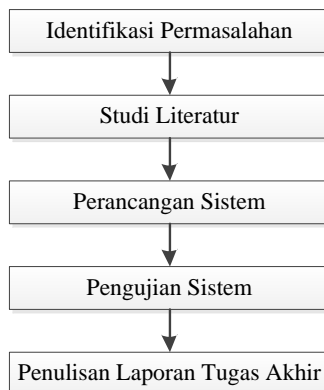 Identifikasi Permasalahan
Studi Literatur
Perancangan Sistem
Pengujian Sistem
Penulisan Laporan Tugas Akhir